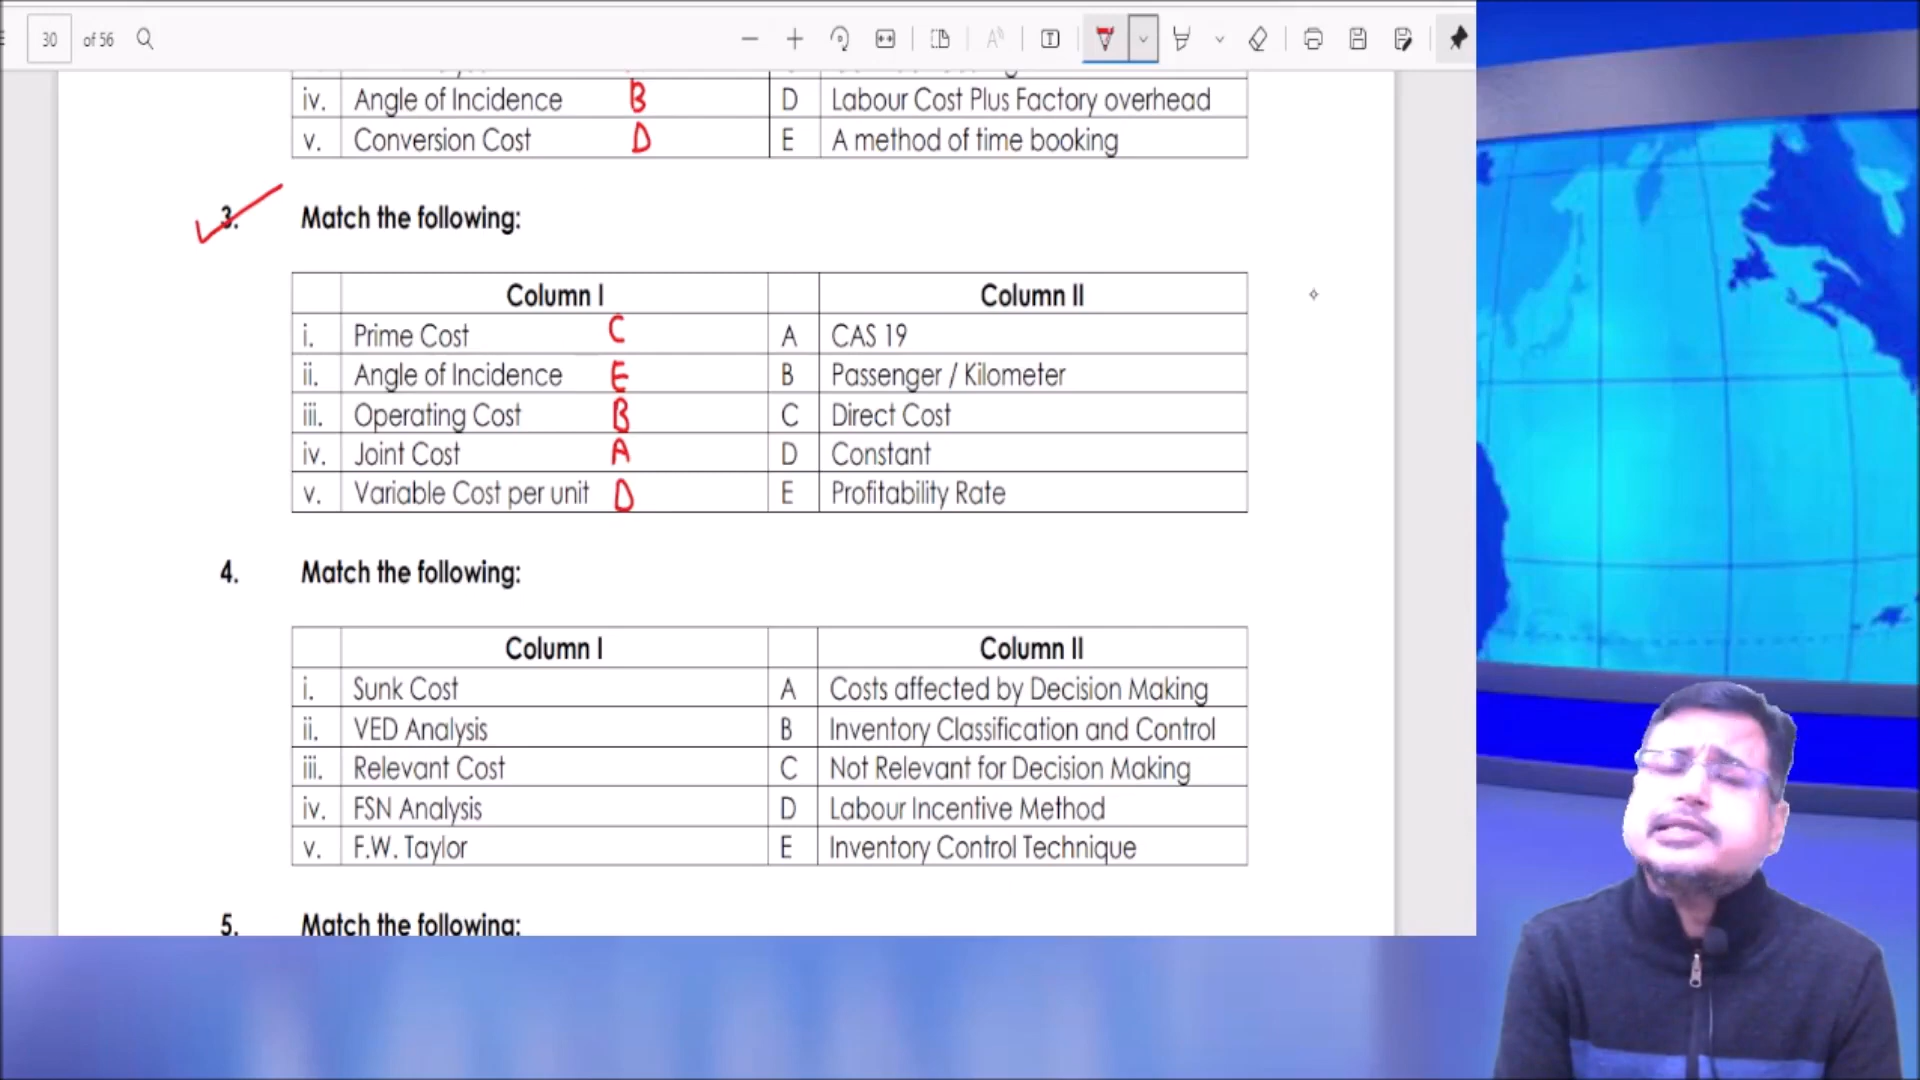 30 of 56
iv. Angle of Incidence B D Labour Cost Plus Factory overhead
v. Conversion Cost D E A method of time booking
3. Match the following:
Column I Column II
i. Prime Cost C A CAS 19
ii. Angle of Incidence E B Passenger / Kilometer
iii. Operating Cost B C Direct Cost
iv. Joint Cost A D Constant
v. Variable Cost per unit D E Profitability Rate
4. Match the following:
Column I Column II
i. Sunk Cost A Costs affected by Decision Making
ii. VED Analysis B Inventory Classification and Control
iii. Relevant Cost C Not Relevant for Decision Making
iv. FSN Analysis D Labour Incentive Method
v. F.W. Taylor E Inventory Control Technique
5. Match the following: